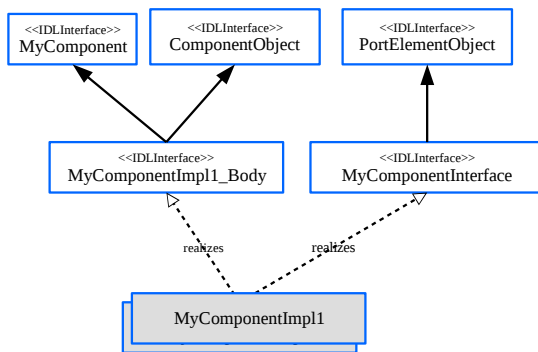 <<IDLInterface>>
MyComponent
<<IDLInterface>>
ComponentObject
<<IDLInterface>>
PortElementObject
<<IDLInterface>>
MyComponentImpl1_Body
<<IDLInterface>>
MyComponentInterface
realizes
realizes
MyComponentImpl1